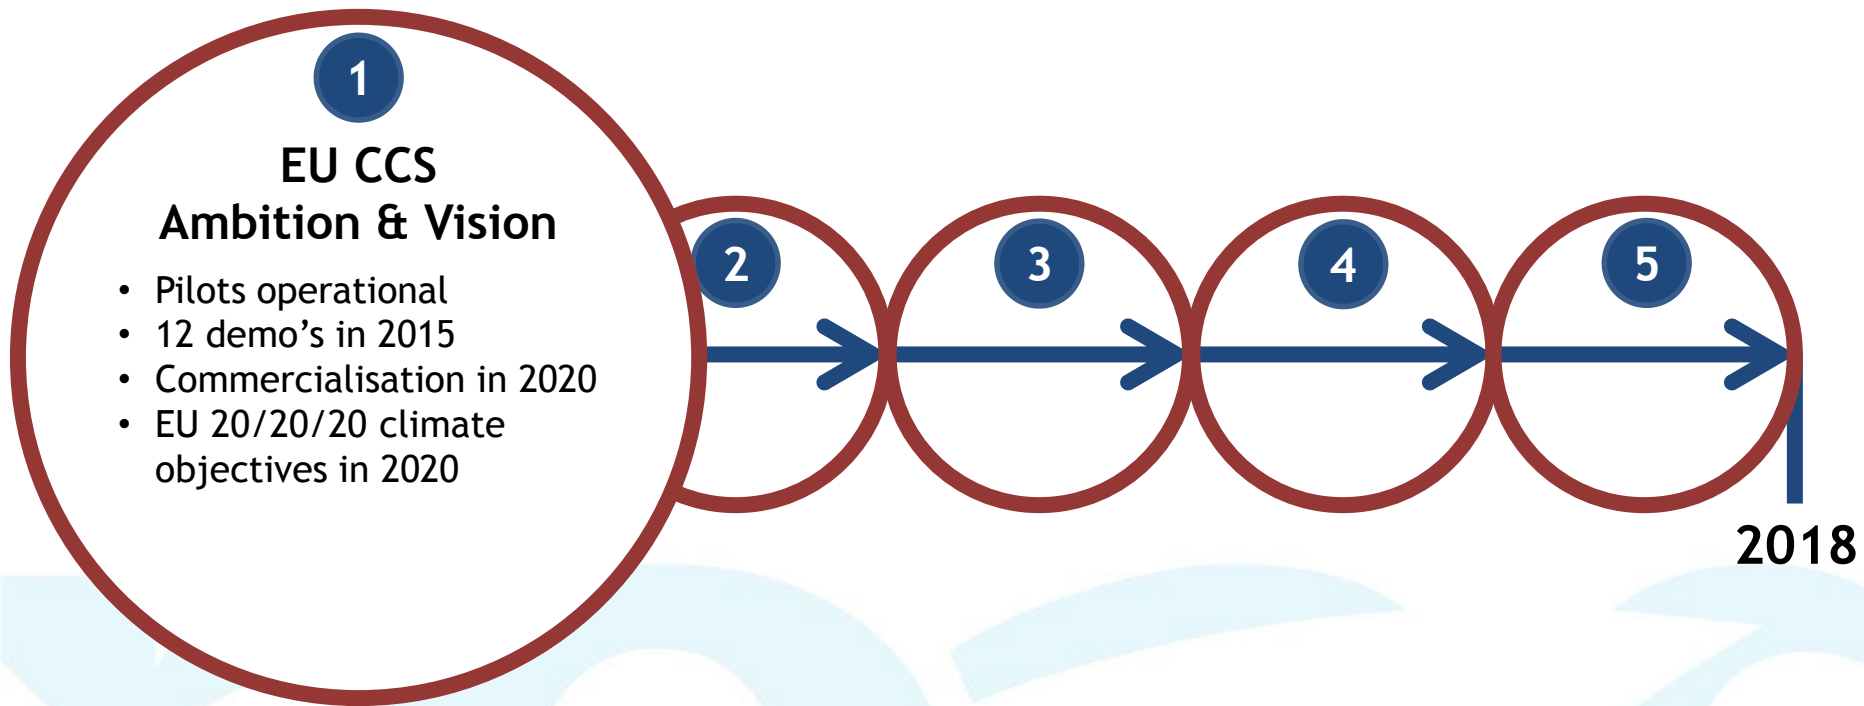 1
EU CCS
Ambition & Vision
• Pilots operational
• 12 demo’s in 2015
• Commercialisation in 2020
• EU 20/20/20 climate
objectives in 2020
2
3
4
5
2018